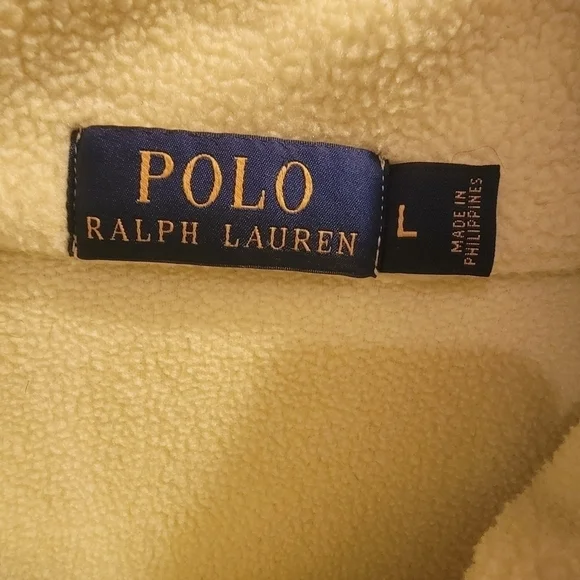 POLO
RALPH LAUREN
L
MADE IN
PHILIPPINES